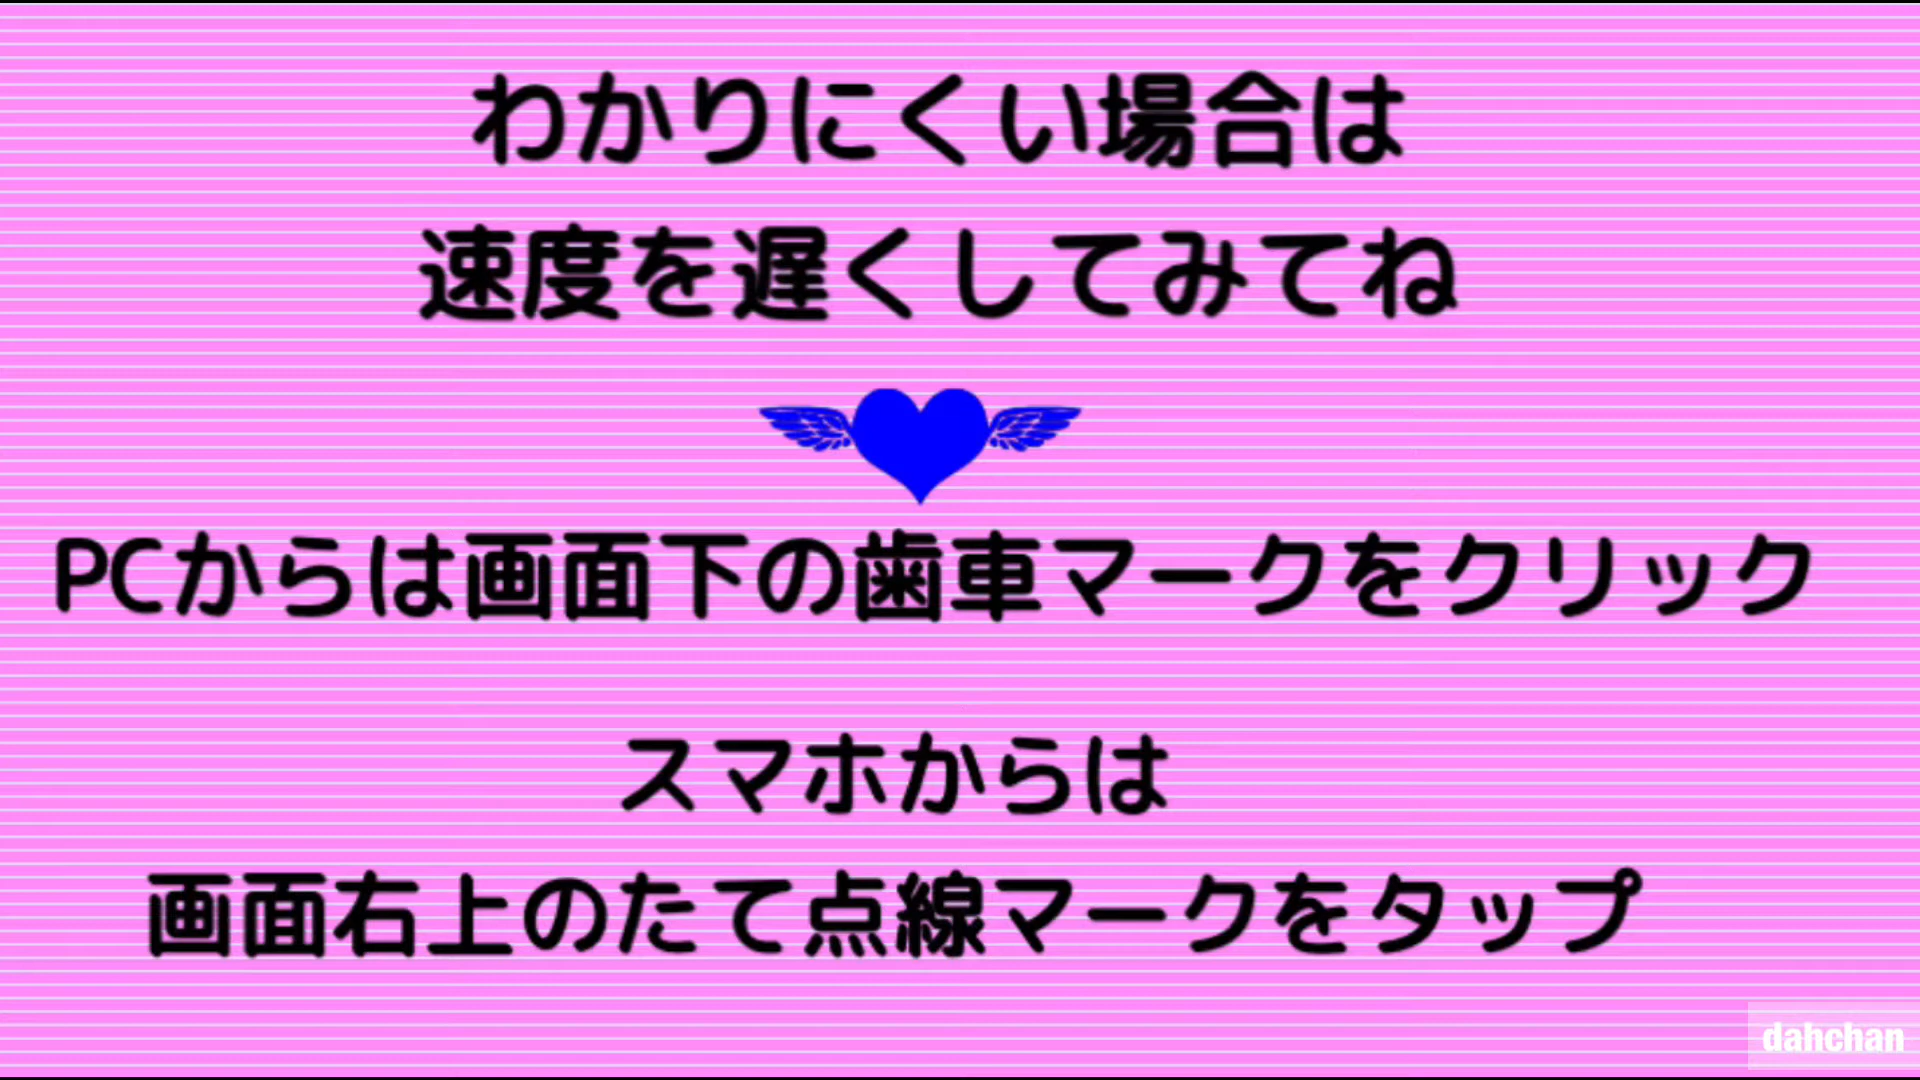 わかりにくい場合は
速度を遅くしてみてね
PCからは画面下の歯車マークをクリック
スマホからは
画面右上のたて点線マークをタップ
dahchan